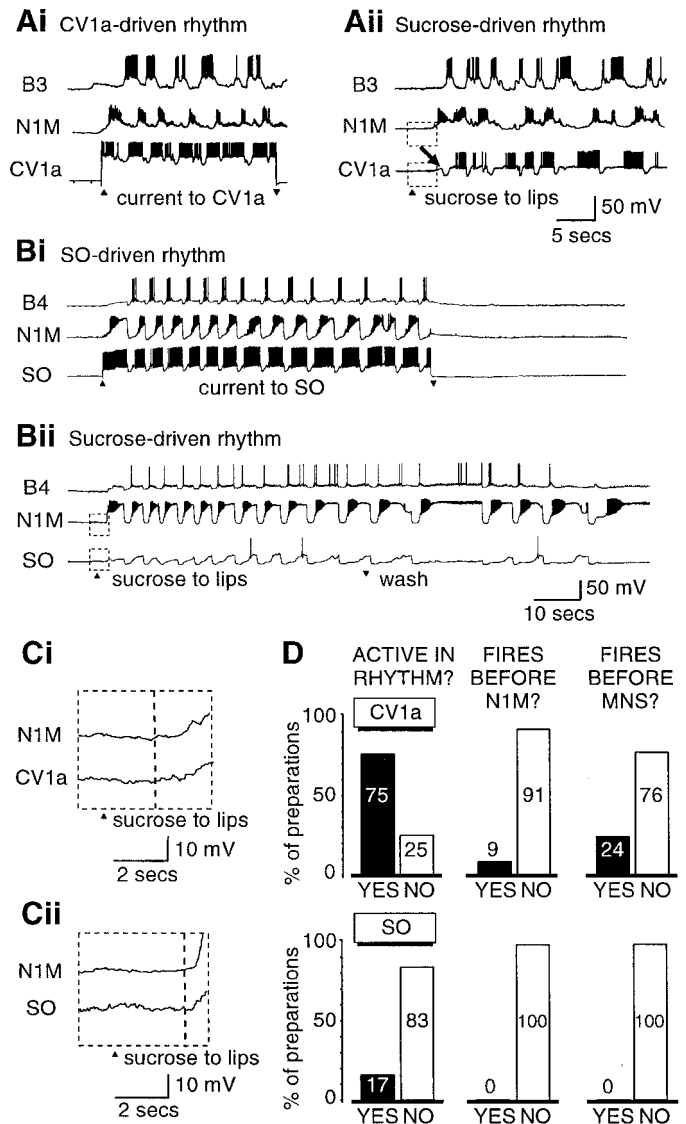 Ai CV1a-driven rhythm
B3
N1M
CV1a
current to CV1a
Aii Sucrose-driven rhythm
B3
N1M
CV1a
sucrose to lips
50 mV
5 secs
Bi SO-driven rhythm
B4
N1M
SO
current to SO
Bii Sucrose-driven rhythm
B4
N1M
SO
sucrose to lips
wash
50 mV
10 secs
Ci
N1M
CV1a
sucrose to lips
10 mV
2 secs
Cii
N1M
SO
sucrose to lips
10 mV
2 secs
D
ACTIVE IN
RHYTHM?
FIRES
BEFORE
N1M?
FIRES
BEFORE
MNS?
CV1a
% of preparations
100
50
0
75
25
9
91
24
76
YES NO
YES NO
YES NO
SO
% of preparations
100
50
0
17
83
0
100
0
100
YES NO
YES NO
YES NO